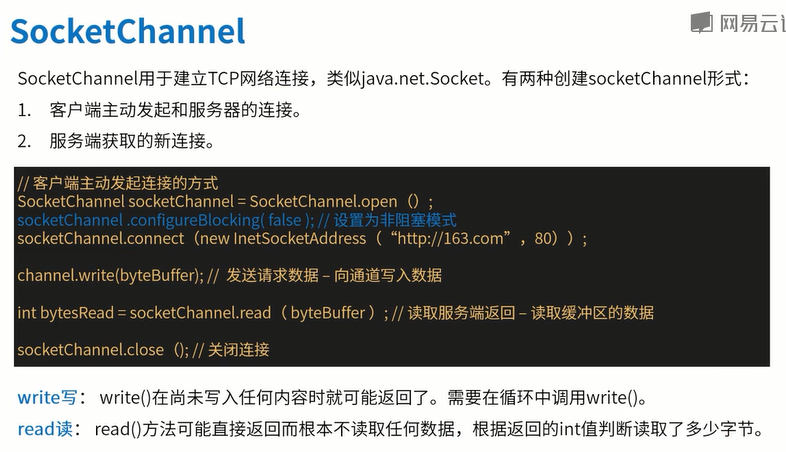 SocketChannel
网易云
SocketChannel用于建立TCP网络连接，类似java.net.Socket。有两种创建socketChannel形式：
1. 客户端主动发起和服务器的连接。
2. 服务端获取的新连接。
// 客户端主动发起连接的方式
SocketChannel socketChannel = SocketChannel.open（）;
socketChannel .configureBlocking( false ); // 设置为非阻塞模式
socketChannel.connect（new InetSocketAddress（“http://163.com”，80））;
channel.write(byteBuffer); // 发送请求数据 – 向通道写入数据
int bytesRead = socketChannel.read（ byteBuffer ）; // 读取服务端返回 – 读取缓冲区的数据
socketChannel.close（); // 关闭连接
write写： write()在尚未写入任何内容时就可能返回了。需要在循环中调用write()。
read读： read()方法可能直接返回而根本不读取任何数据，根据返回的int值判断读取了多少字节。